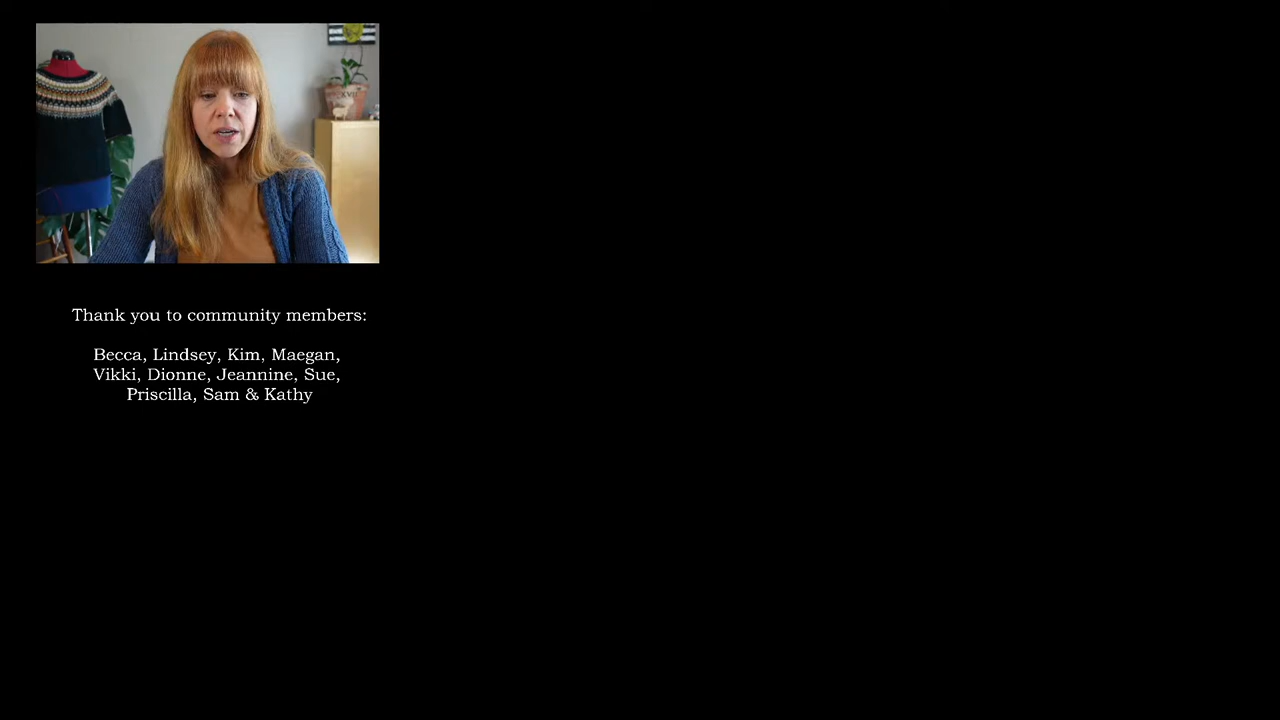 Thank you to community members:
Becca, Lindsey, Kim, Maegan,
Vikki, Dionne, Jeannine, Sue,
Priscilla, Sam & Kathy